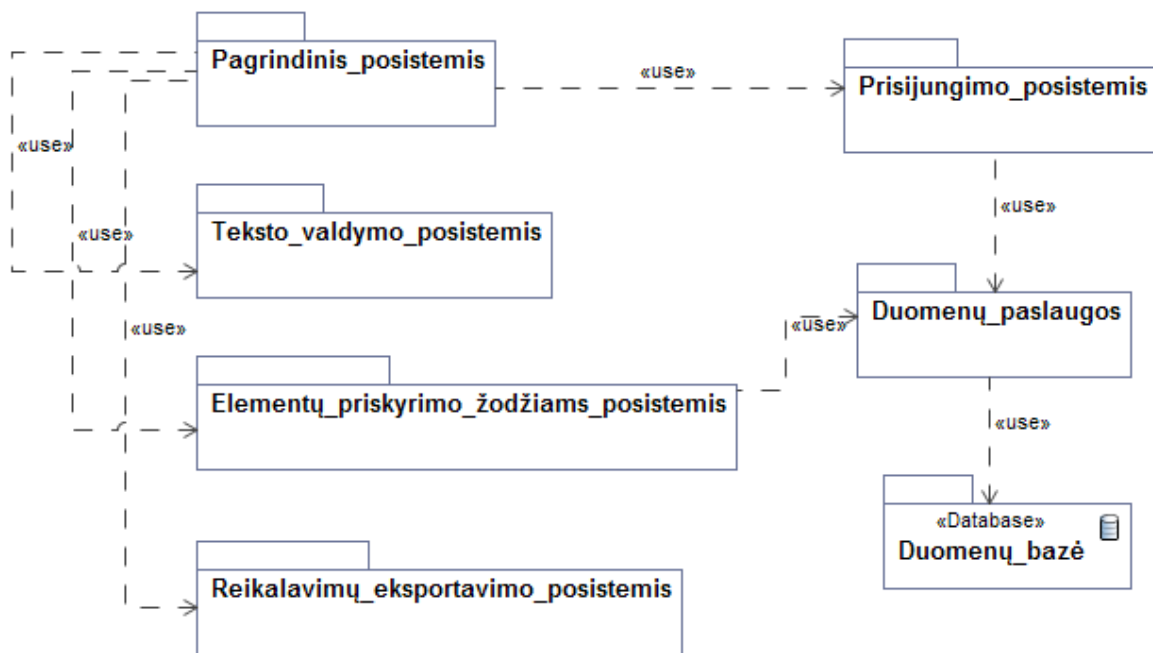 Pagrindinis_posistemis
«use»
Prisijungimo_posistemis
«use»
Teksto_valdymo_posistemis
«use»
«use»
Duomenų_paslaugos
«use»
«use»
Elementų_priskyrimo_žodžiams_posistemis
«use»
«Database»
Duomenų_bazė
Reikalavimų_eksportavimo_posistemis